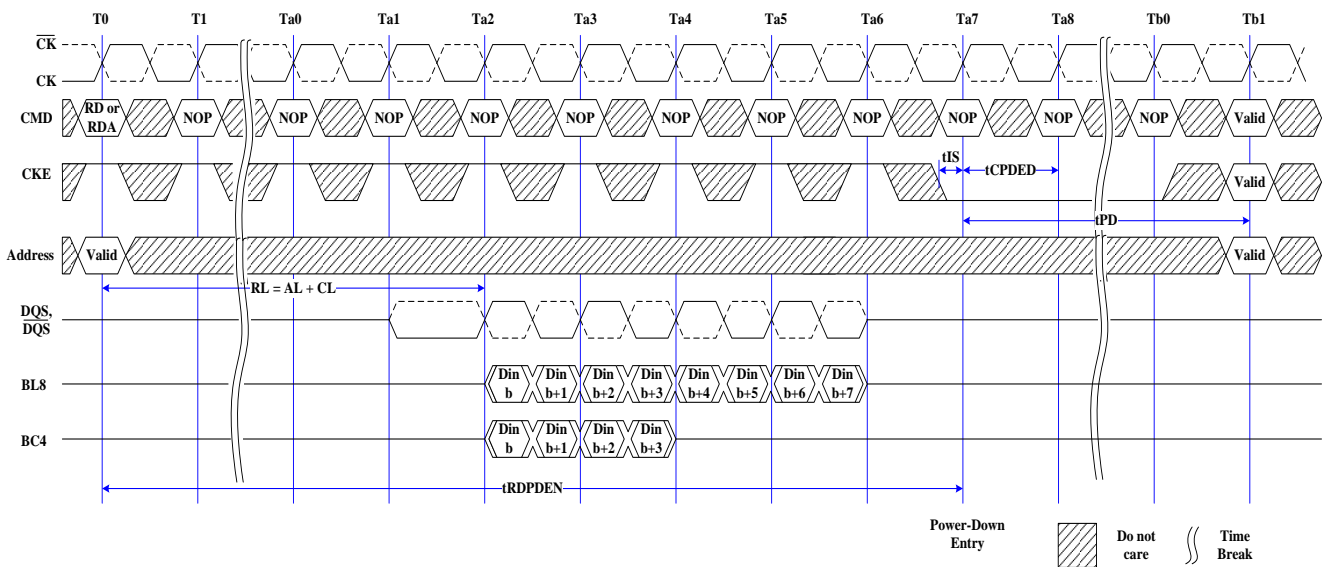 T0 T1 Ta0 Ta1 Ta2 Ta3 Ta4 Ta5 Ta6 Ta7 Ta8 Tb0 Tb1
CK
CK
CMD RD or RDA NOP NOP NOP NOP NOP NOP NOP NOP NOP NOP NOP Valid
tIS
CKE tCPDED Valid
tPD
Address Valid Valid
RL = AL + CL
DQS,
DQS
BL8 Din b Din b+1 Din b+2 Din b+3 Din b+4 Din b+5 Din b+6 Din b+7
BC4 Din b Din b+1 Din b+2 Din b+3
tRDPDEN
Power-Down
Entry
Do not
care
Time
Break